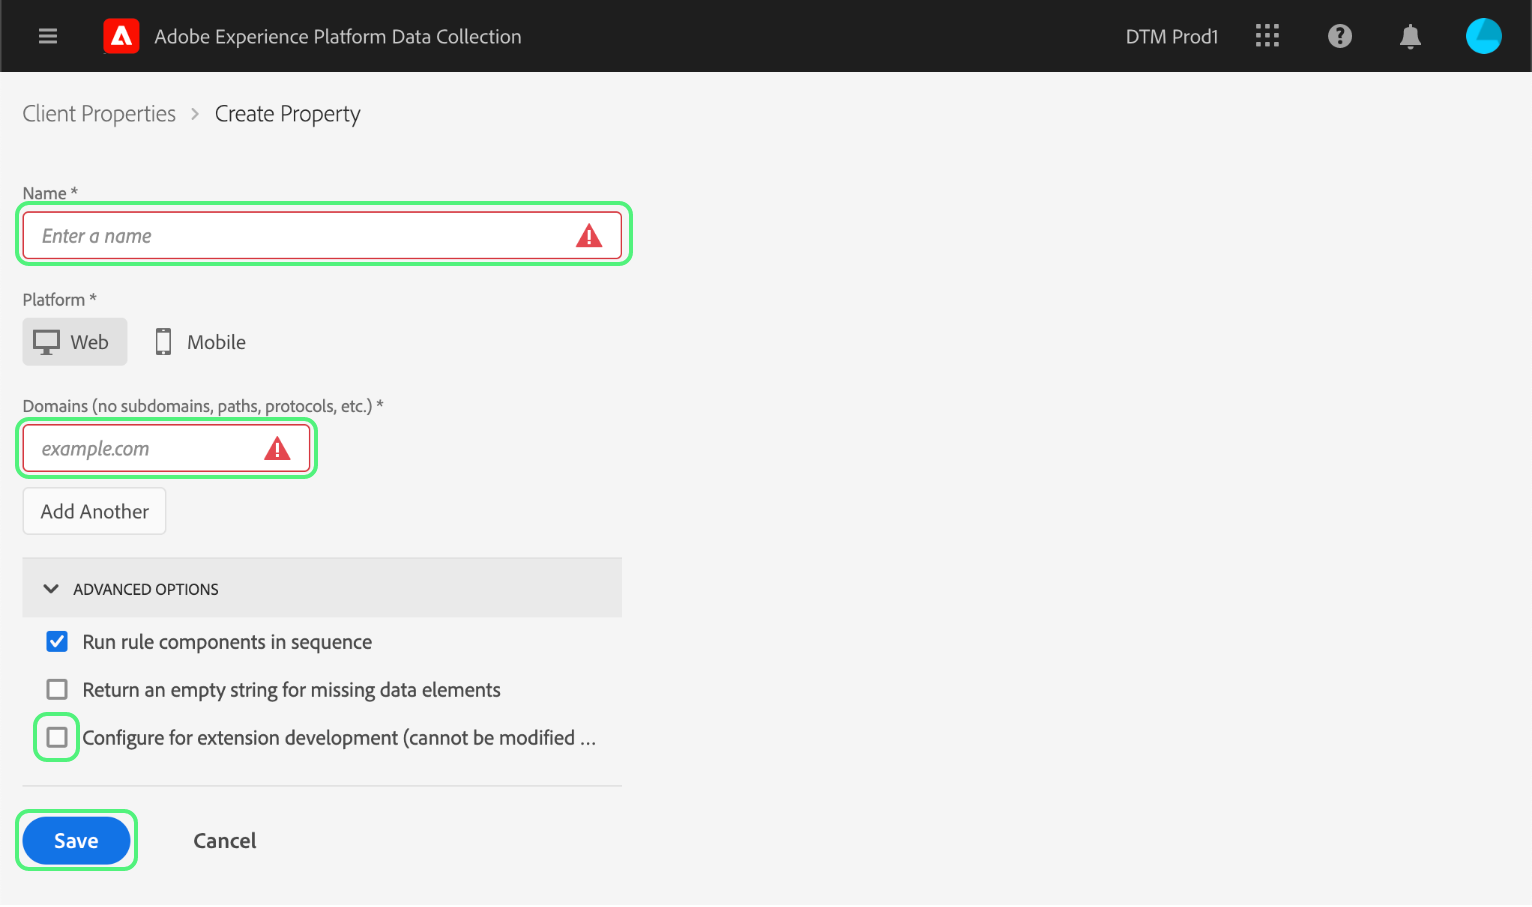 Adobe Experience Platform Data Collection
DTM Prod1
Client Properties > Create Property
Name *
Enter a name
Platform *
Web
Mobile
Domains (no subdomains, paths, protocols, etc.) *
example.com
Add Another
ADVANCED OPTIONS
Run rule components in sequence
Return an empty string for missing data elements
Configure for extension development (cannot be modified ...
Save
Cancel